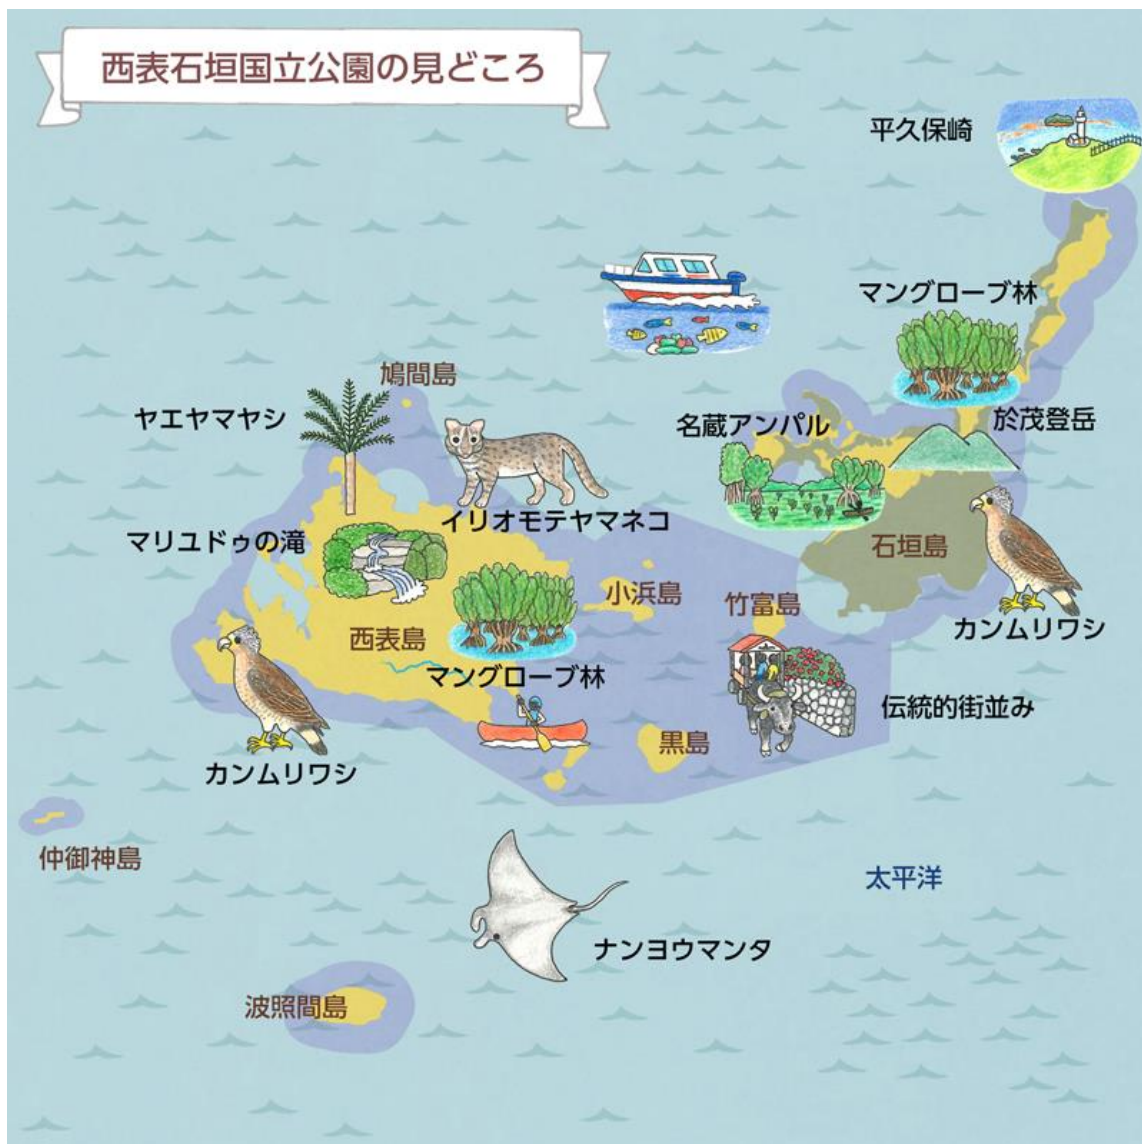 西表石垣国立公園の見どころ
平久保崎
マングローブ林
鳩間島
ヤエヤマヤシ
名蔵アンパル
於茂登岳
イリオモテヤマネコ
マリユドゥの滝
石垣島
小浜島
竹富島
カンムリワシ
西表島
マングローブ林
伝統的街並み
黒島
カンムリワシ
仲御神島
太平洋
ナンヨウマンタ
波照間島